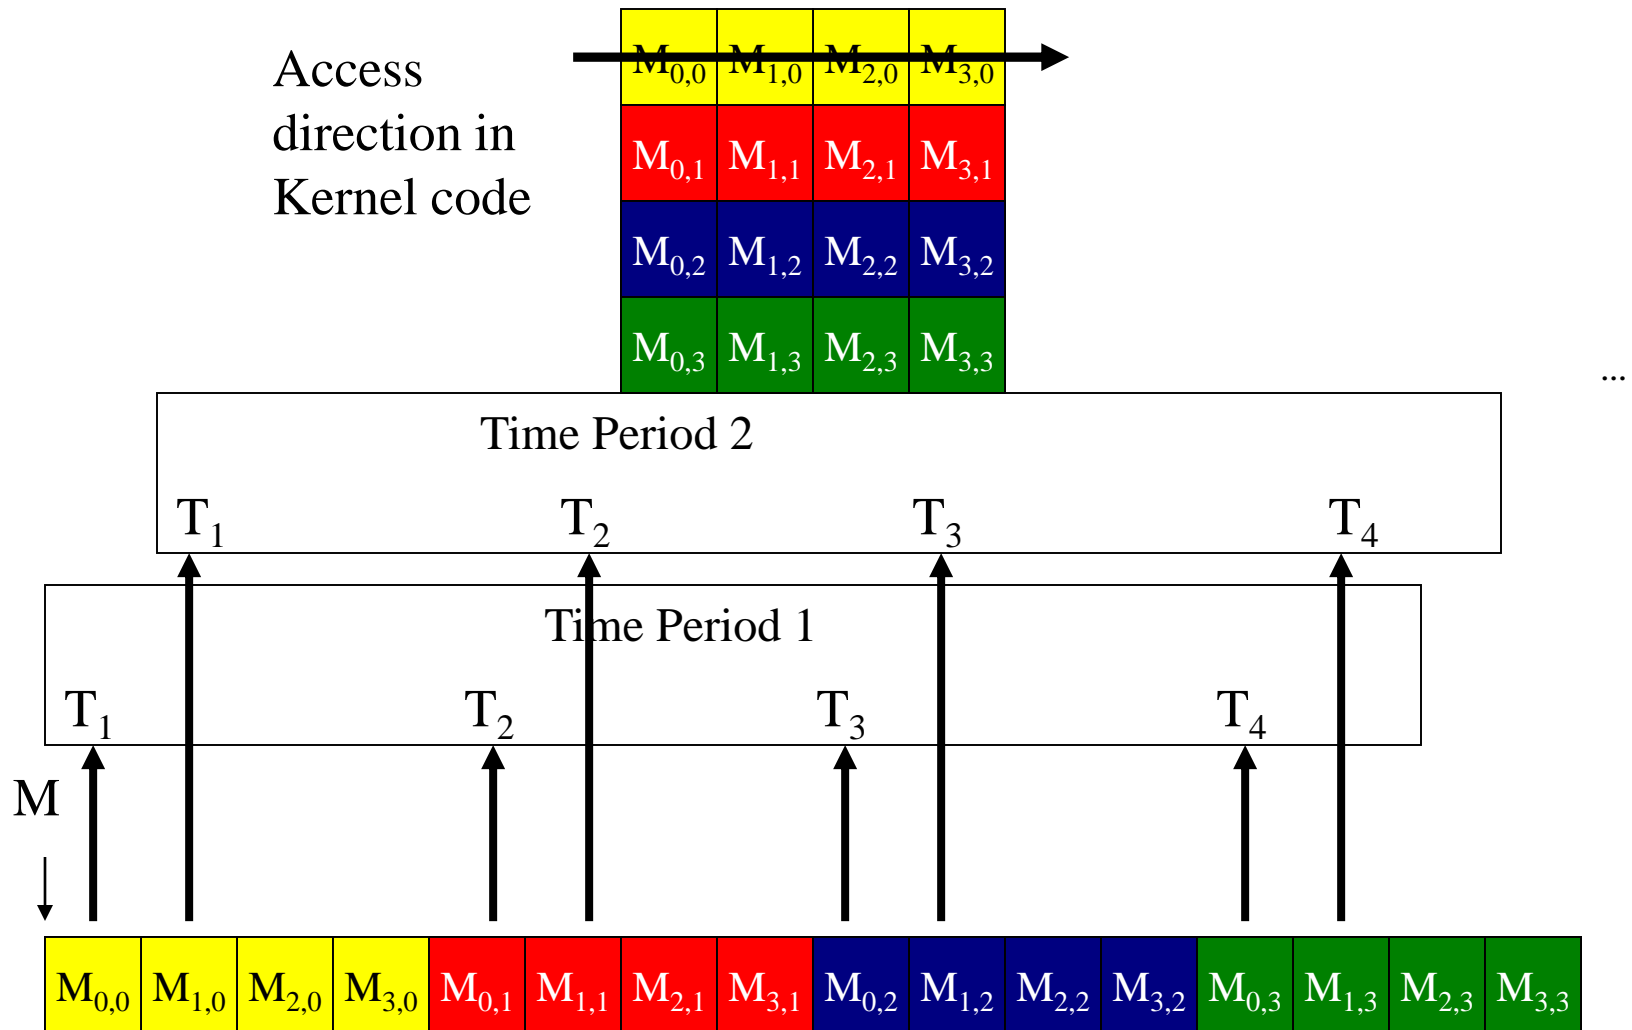 Access
direction in
Kernel code
M0,0 M1,0 M2,0 M3,0
M0,1 M1,1 M2,1 M3,1
M0,2 M1,2 M2,2 M3,2
M0,3 M1,3 M2,3 M3,3
...
Time Period 2
T1 T2 T3 T4
Time Period 1
T1 T2 T3 T4
M
M0,0 M1,0 M2,0 M3,0 M0,1 M1,1 M2,1 M3,1 M0,2 M1,2 M2,2 M3,2 M0,3 M1,3 M2,3 M3,3